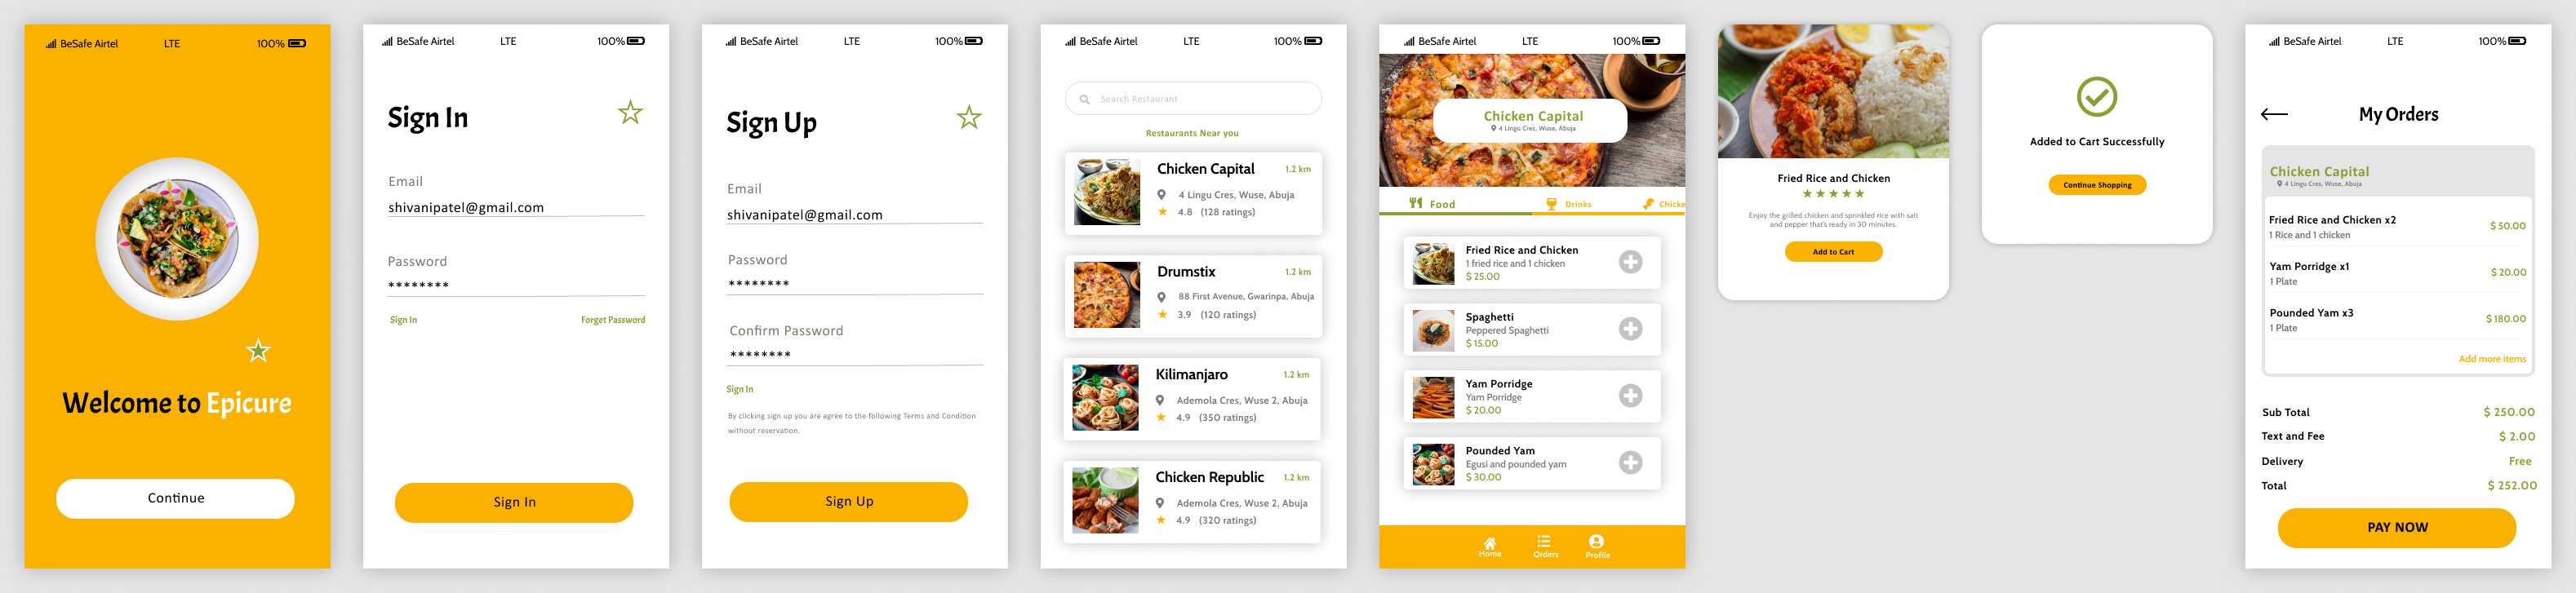 BeSafe Airtel LTE 100%
Welcome to Epicure
Continue
BeSafe Airtel LTE 100%
Sign In
Email
shivanipatel@gmail.com
Password
********
Sign In Forget Password
Sign In
BeSafe Airtel LTE 100%
Sign Up
Email
shivanipatel@gmail.com
Password
********
Confirm Password
********
Sign In
By clicking sign up you are agree to the following Terms and Condition
without reservation.
Sign Up
BeSafe Airtel LTE 100%
Search Restaurant
Restaurants Near you
Chicken Capital 1.2 km
4 Lingu Cres, Wuse, Abuja
4.8 (128 ratings)
Drumstix 1.2 km
88 First Avenue, Gwarinpa, Abuja
3.9 (120 ratings)
Kilimanjaro 1.2 km
Ademola Cres, Wuse 2, Abuja
4.9 (350 ratings)
Chicken Republic 1.2 km
Ademola Cres, Wuse 2, Abuja
4.9 (320 ratings)
BeSafe Airtel LTE 100%
Chicken Capital
4 Lingu Cres, Wuse, Abuja
Food Drinks Chicke
Fried Rice and Chicken
1 fried rice and 1 chicken
$ 25.00
Spaghetti
Peppered Spaghetti
$ 15.00
Yam Porridge
Yam Porridge
$ 20.00
Pounded Yam
Egusi and pounded yam
$ 30.00
Home Orders Profile
Fried Rice and Chicken
Enjoy the grilled chicken and sprinkled rice with salt
and pepper that's ready in 30 minutes.
Add to Cart
Added to Cart Successfully
Continue Shopping
BeSafe Airtel LTE 100%
My Orders
Chicken Capital
4 Lingu Cres, Wuse, Abuja
Fried Rice and Chicken x2
1 Rice and 1 chicken
$ 50.00
Yam Porridge x1
1 Plate
$ 20.00
Pounded Yam x3
1 Plate
$ 180.00
Add more items
Sub Total $ 250.00
Text and Fee $ 2.00
Delivery Free
Total $ 252.00
PAY NOW